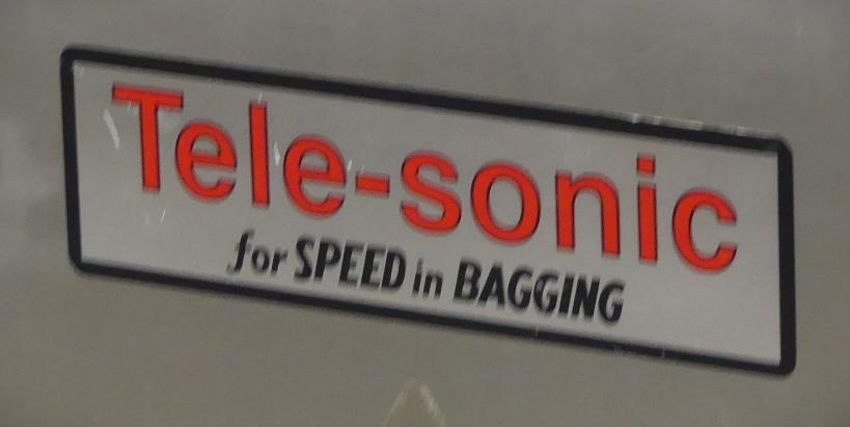 Tele-sonic
for SPEED in BAGGING